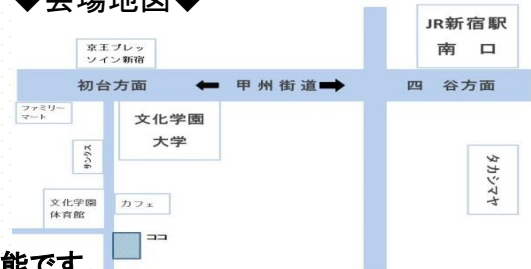 ◆会場地図◆
JR新宿駅
南 口
京王プレッ
ソイン新宿
初台方面
甲州街道
四 谷方面
ファミリー
マート
文化学園
大学
サンクス
タカシマヤ
文化学園
体育館
カフェ
ココ
能です